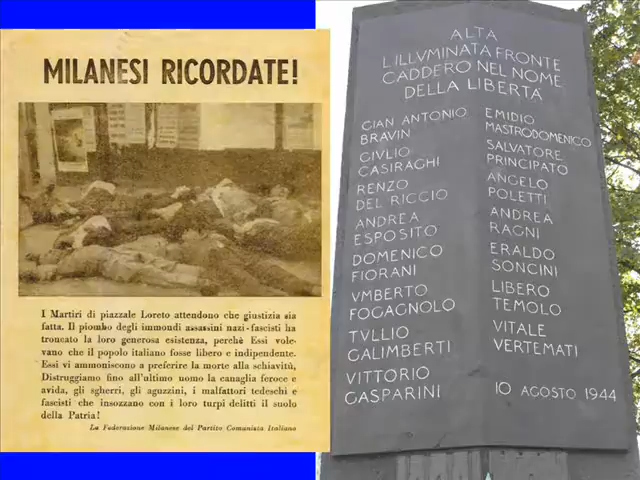 MILANESI RICORDATE!
I Martiri di piazzale Loreto attendono che giustizia sia
fatta. Il piombo degli immondi assassini nazi-fascisti ha
troncato la loro generosa esistenza, perchè Essi vole-
vano che il popolo italiano fosse libero e indipendente.
Essi vi ammoniscono a preferire la morte alla schiavitù,
Distruggiamo fino all'ultimo uomo la canaglia feroce e
avida, gli sgherri, gli aguzzini, i malfattori tedeschi e
fascisti che insozzano con i loro turpi delitti il suolo
della Patria!
La Federazione Milanese del Partito Comunista Italiano
ALTA
L'ILLVMINATA FRONTE
CADDERO NEL NOME
DELLA LIBERTÀ
GIAN ANTONIO
BRAVIN
GIVLIO
CASIRAGHI
RENZO
DEL RICCIO
ANDREA
ESPOSITO
DOMENICO
FIORANI
VMBERTO
FOGAGNOLO
TVLLIO
GALIMBERTI
VITTORIO
GASPARINI
EMIDIO
MASTRODOMENICO
SALVATORE
PRINCIPATO
ANGELO
POLETTI
ANDREA
RAGNI
ERALDO
SONCINI
LIBERO
TEMOLO
VITALE
VERTEMATI
10 AGOSTO 1944